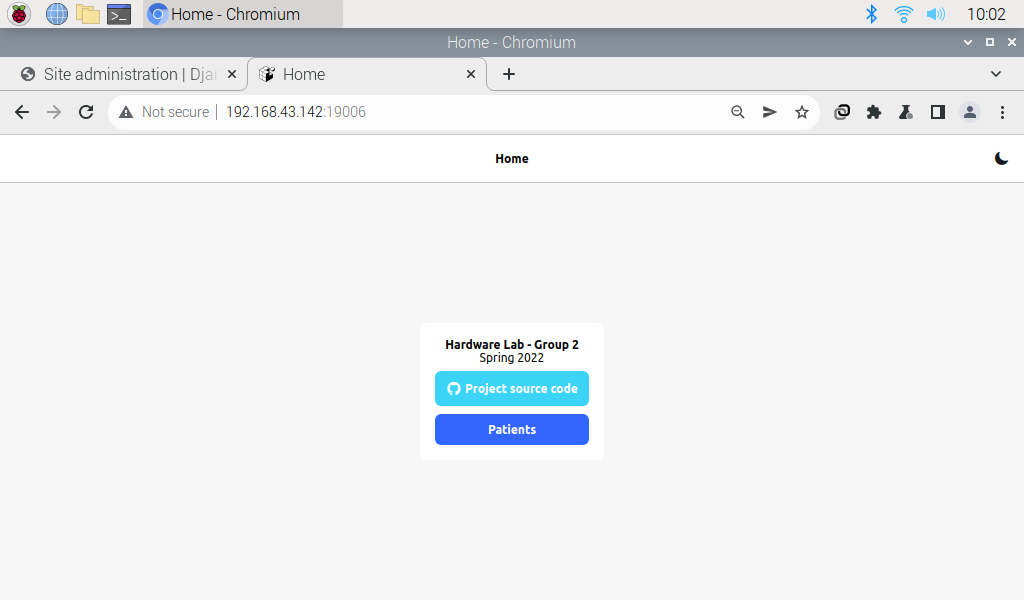 Home - Chromium
10:02
Home - Chromium
Site administration | Djan
Home
Not secure
192.168.43.142:19006
Home
Hardware Lab - Group 2
Spring 2022
Project source code
Patients